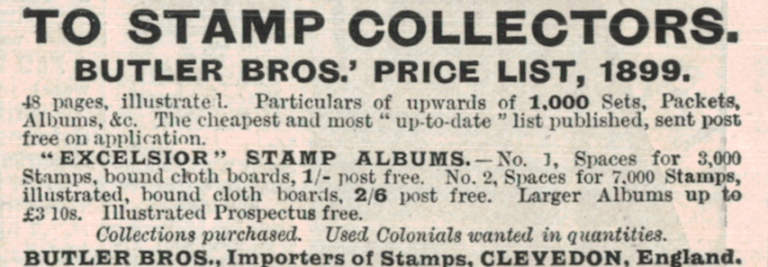 TO STAMP COLLECTORS.
BUTLER BROS.' PRICE LIST, 1899.
48 pages, illustrated. Particulars of upwards of 1,000 Sets, Packets,
Albums, &c. The cheapest and most "up-to-date" list published, sent post
free on application.
"EXCELSIOR" STAMP ALBUMS.—No. 1, Spaces for 3,000
Stamps, bound cloth boards, 1/- post free. No. 2, Spaces for 7,000 Stamps,
illustrated, bound cloth boards, 2/6 post free. Larger Albums up to
£3 10s. Illustrated Prospectus free.
Collections purchased. Used Colonials wanted in quantities.
BUTLER BROS., Importers of Stamps, CLEVEDON, England.